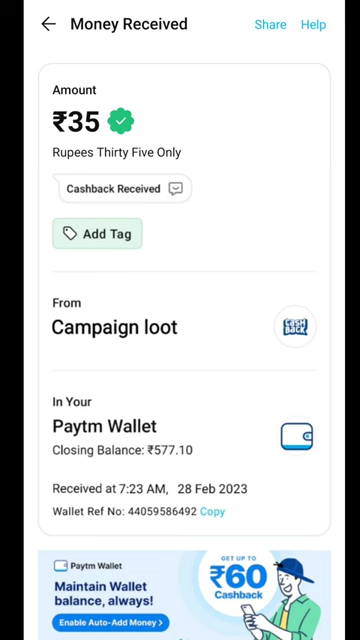 Money Received
Share
Help
Amount
₹35
Rupees Thirty Five Only
Cashback Received
Add Tag
From
Campaign loot
CASH
BACK
In Your
Paytm Wallet
Closing Balance: ₹577.10
Received at 7:23 AM, 28 Feb 2023
Wallet Ref No: 44059586492 Copy
Paytm Wallet
Maintain Wallet
balance, always!
Enable Auto-Add Money >
GET UP TO
₹60
Cashback